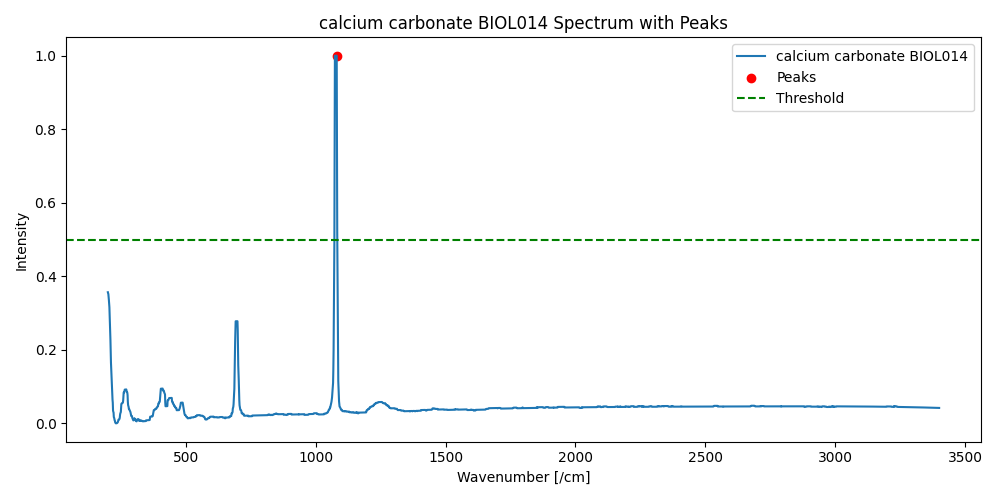 calcium carbonate BIOL014 Spectrum with Peaks
calcium carbonate BIOL014
Peaks
Threshold
Intensity
1.0
0.8
0.6
0.4
0.2
0.0
500 1000 1500 2000 2500 3000 3500
Wavenumber [/cm]